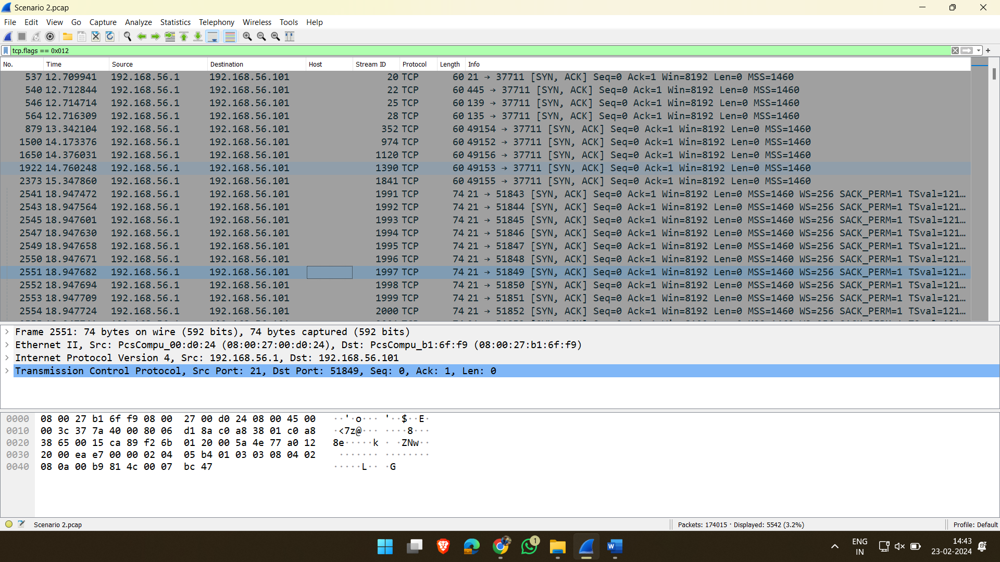 Scenario 2.pcap
File Edit View Go Capture Analyze Statistics Telephony Wireless Tools Help
tcp.flags == 0x012
No. Time Source Destination Host Stream ID Protocol Length Info
537 12.709941 192.168.56.1 192.168.56.101 20 TCP 60 21 → 37711 [SYN, ACK] Seq=0 Ack=1 Win=8192 Len=0 MSS=1460
540 12.712844 192.168.56.1 192.168.56.101 22 TCP 60 445 → 37711 [SYN, ACK] Seq=0 Ack=1 Win=8192 Len=0 MSS=1460
546 12.714714 192.168.56.1 192.168.56.101 25 TCP 60 139 → 37711 [SYN, ACK] Seq=0 Ack=1 Win=8192 Len=0 MSS=1460
564 12.716309 192.168.56.1 192.168.56.101 28 TCP 60 135 → 37711 [SYN, ACK] Seq=0 Ack=1 Win=8192 Len=0 MSS=1460
879 13.342104 192.168.56.1 192.168.56.101 352 TCP 60 49154 → 37711 [SYN, ACK] Seq=0 Ack=1 Win=8192 Len=0 MSS=1460
1500 14.173376 192.168.56.1 192.168.56.101 974 TCP 60 49152 → 37711 [SYN, ACK] Seq=0 Ack=1 Win=8192 Len=0 MSS=1460
1650 14.376031 192.168.56.1 192.168.56.101 1120 TCP 60 49156 → 37711 [SYN, ACK] Seq=0 Ack=1 Win=8192 Len=0 MSS=1460
1922 14.760248 192.168.56.1 192.168.56.101 1390 TCP 60 49153 → 37711 [SYN, ACK] Seq=0 Ack=1 Win=8192 Len=0 MSS=1460
2373 15.347860 192.168.56.1 192.168.56.101 1841 TCP 60 49155 → 37711 [SYN, ACK] Seq=0 Ack=1 Win=8192 Len=0 MSS=1460
2541 18.947472 192.168.56.1 192.168.56.101 1991 TCP 74 21 → 51843 [SYN, ACK] Seq=0 Ack=1 Win=8192 Len=0 MSS=1460 WS=256 SACK_PERM=1 TSval=121…
2543 18.947564 192.168.56.1 192.168.56.101 1992 TCP 74 21 → 51844 [SYN, ACK] Seq=0 Ack=1 Win=8192 Len=0 MSS=1460 WS=256 SACK_PERM=1 TSval=121…
2545 18.947601 192.168.56.1 192.168.56.101 1993 TCP 74 21 → 51845 [SYN, ACK] Seq=0 Ack=1 Win=8192 Len=0 MSS=1460 WS=256 SACK_PERM=1 TSval=121…
2547 18.947630 192.168.56.1 192.168.56.101 1994 TCP 74 21 → 51846 [SYN, ACK] Seq=0 Ack=1 Win=8192 Len=0 MSS=1460 WS=256 SACK_PERM=1 TSval=121…
2549 18.947658 192.168.56.1 192.168.56.101 1995 TCP 74 21 → 51847 [SYN, ACK] Seq=0 Ack=1 Win=8192 Len=0 MSS=1460 WS=256 SACK_PERM=1 TSval=121…
2550 18.947671 192.168.56.1 192.168.56.101 1996 TCP 74 21 → 51848 [SYN, ACK] Seq=0 Ack=1 Win=8192 Len=0 MSS=1460 WS=256 SACK_PERM=1 TSval=121…
2551 18.947682 192.168.56.1 192.168.56.101 1997 TCP 74 21 → 51849 [SYN, ACK] Seq=0 Ack=1 Win=8192 Len=0 MSS=1460 WS=256 SACK_PERM=1 TSval=121…
2552 18.947694 192.168.56.1 192.168.56.101 1998 TCP 74 21 → 51850 [SYN, ACK] Seq=0 Ack=1 Win=8192 Len=0 MSS=1460 WS=256 SACK_PERM=1 TSval=121…
2553 18.947709 192.168.56.1 192.168.56.101 1999 TCP 74 21 → 51851 [SYN, ACK] Seq=0 Ack=1 Win=8192 Len=0 MSS=1460 WS=256 SACK_PERM=1 TSval=121…
2554 18.947724 192.168.56.1 192.168.56.101 2000 TCP 74 21 → 51852 [SYN, ACK] Seq=0 Ack=1 Win=8192 Len=0 MSS=1460 WS=256 SACK_PERM=1 TSval=121…
Frame 2551: 74 bytes on wire (592 bits), 74 bytes captured (592 bits)
Ethernet II, Src: PcsCompu_00:d0:24 (08:00:27:00:d0:24), Dst: PcsCompu_b1:6f:f9 (08:00:27:b1:6f:f9)
Internet Protocol Version 4, Src: 192.168.56.1, Dst: 192.168.56.101
Transmission Control Protocol, Src Port: 21, Dst Port: 51849, Seq: 0, Ack: 1, Len: 0
0000 08 00 27 b1 6f f9 08 00 27 00 d0 24 08 00 45 00 ··'·o··· '··$··E·
0010 00 3c 37 7a 40 00 80 06 d1 8a c0 a8 38 01 c0 a8 ·<7z@··· ····8···
0020 38 65 00 15 ca 89 f2 6b 01 20 00 5a 4e 77 a0 12 8e·····k · ·ZNw··
0030 20 00 ea e7 00 00 02 04 05 b4 01 03 03 08 04 02 ······· ········
0040 08 0a 00 b9 81 4c 00 07 bc 47 ·····L·· ·G
Scenario 2.pcap Packets: 174015 · Displayed: 5542 (3.2%) Profile: Default
1
W
ENG
IN
14:43
23-02-2024